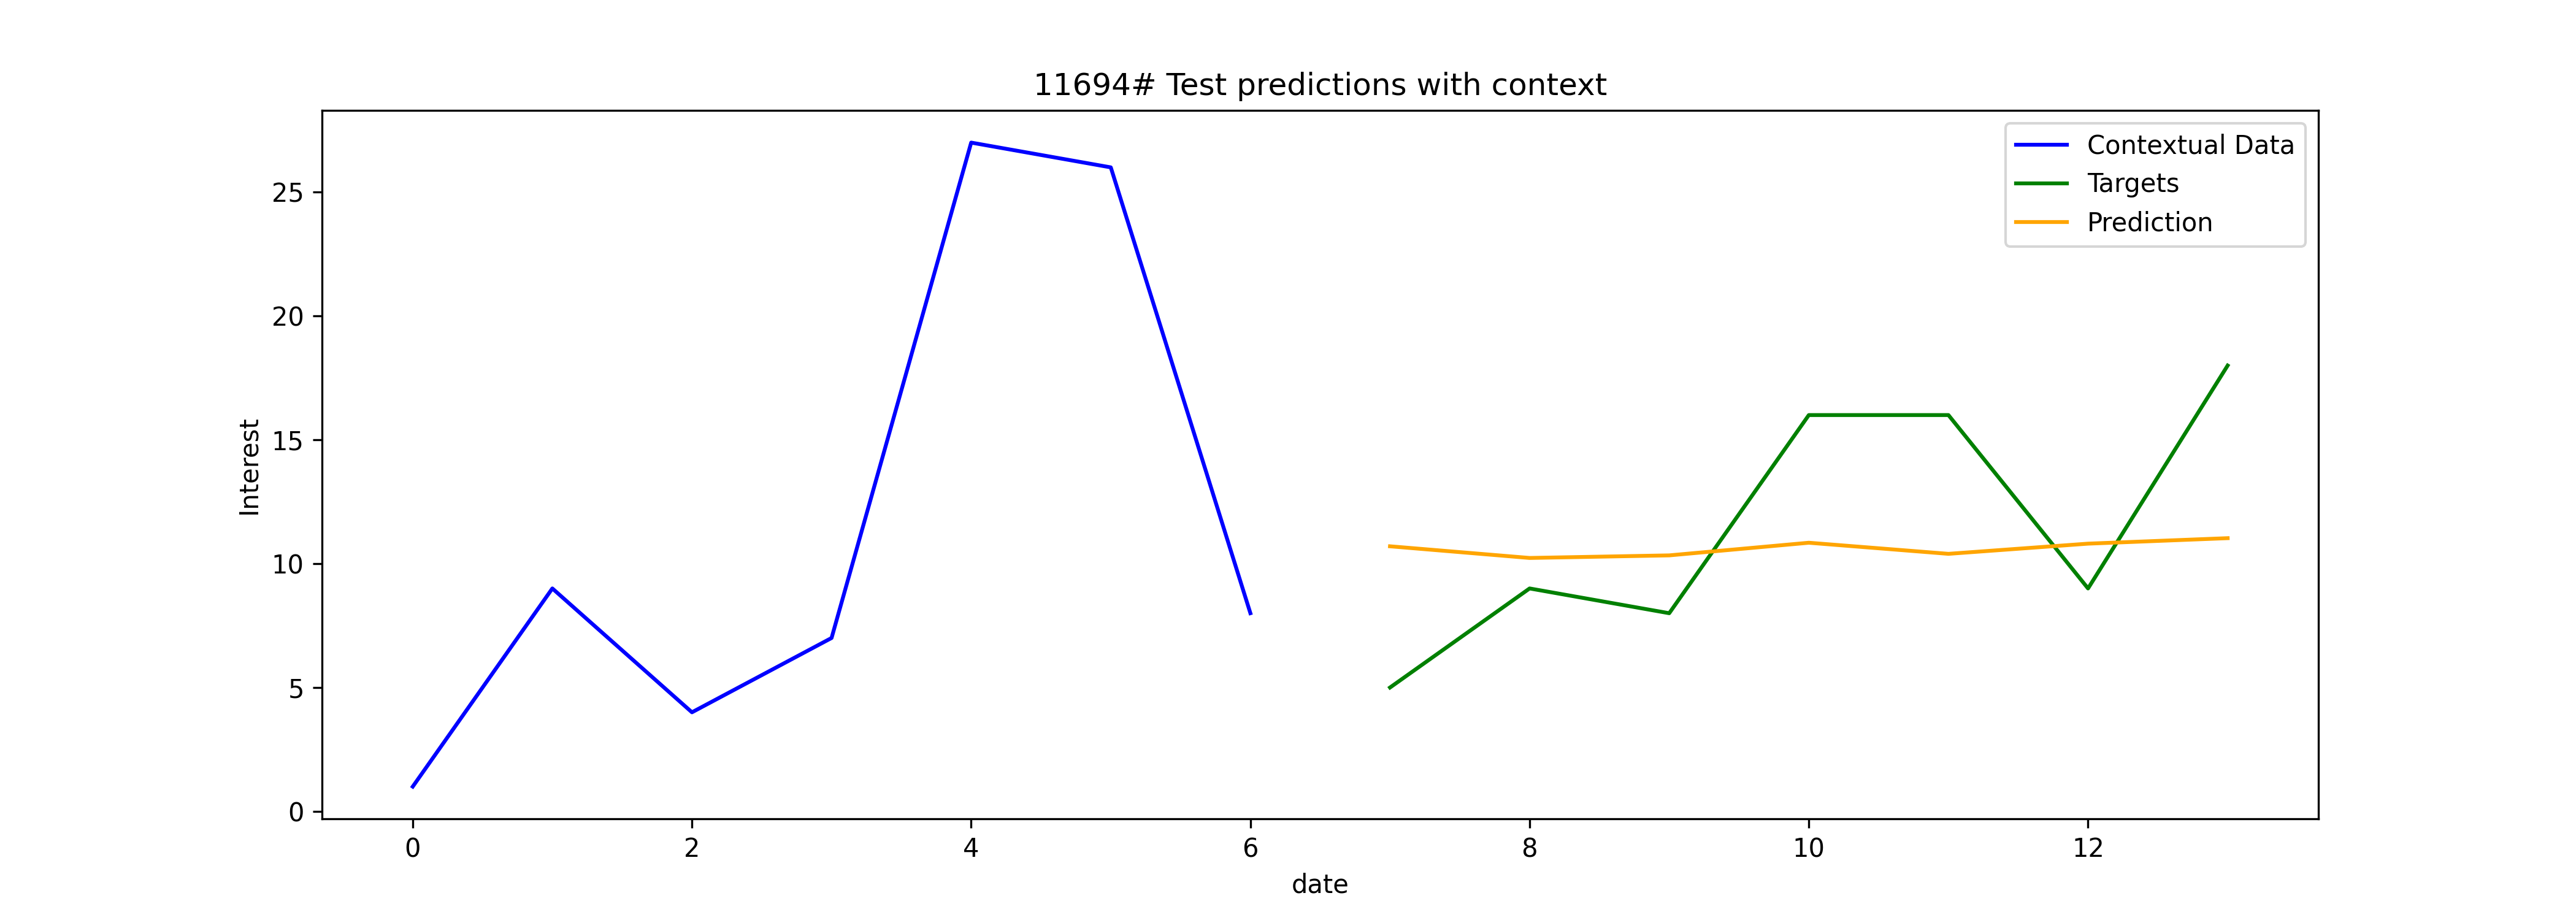 11694# Test predictions with context
Contextual Data
Targets
Prediction
Interest
25
20
15
10
5
0
0 2 4 6 8 10 12
date